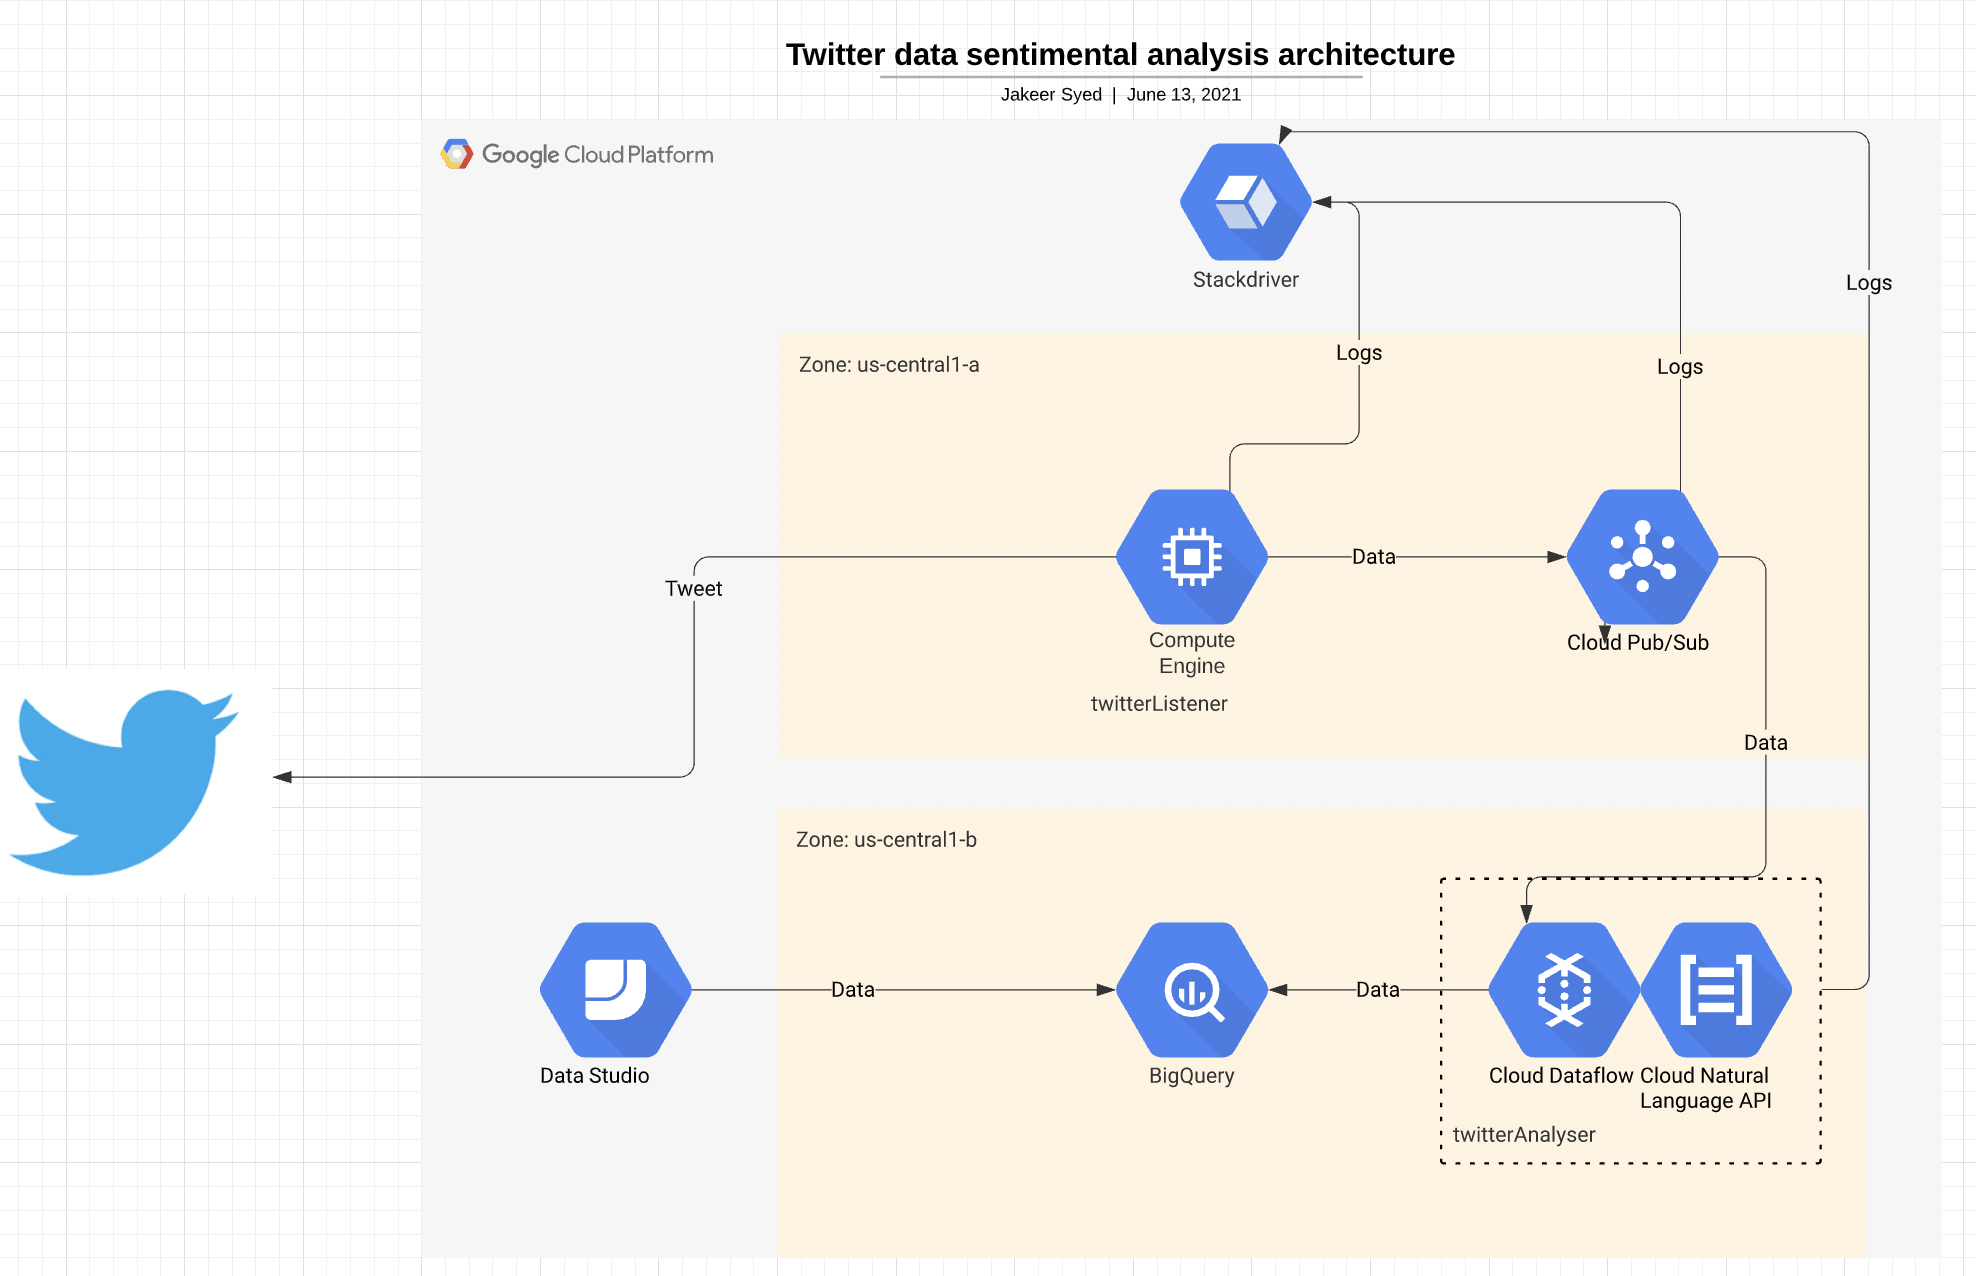 Twitter data sentimental analysis architecture
Jakeer Syed | June 13, 2021
Google Cloud Platform
Stackdriver
Logs
Zone: us-central1-a
Logs
Logs
Data
Tweet
Compute
Engine
Cloud Pub/Sub
twitterListener
Data
Zone: us-central1-b
Data
Data
Data Studio
BigQuery
Cloud Dataflow
Cloud Natural
Language API
twitterAnalyser